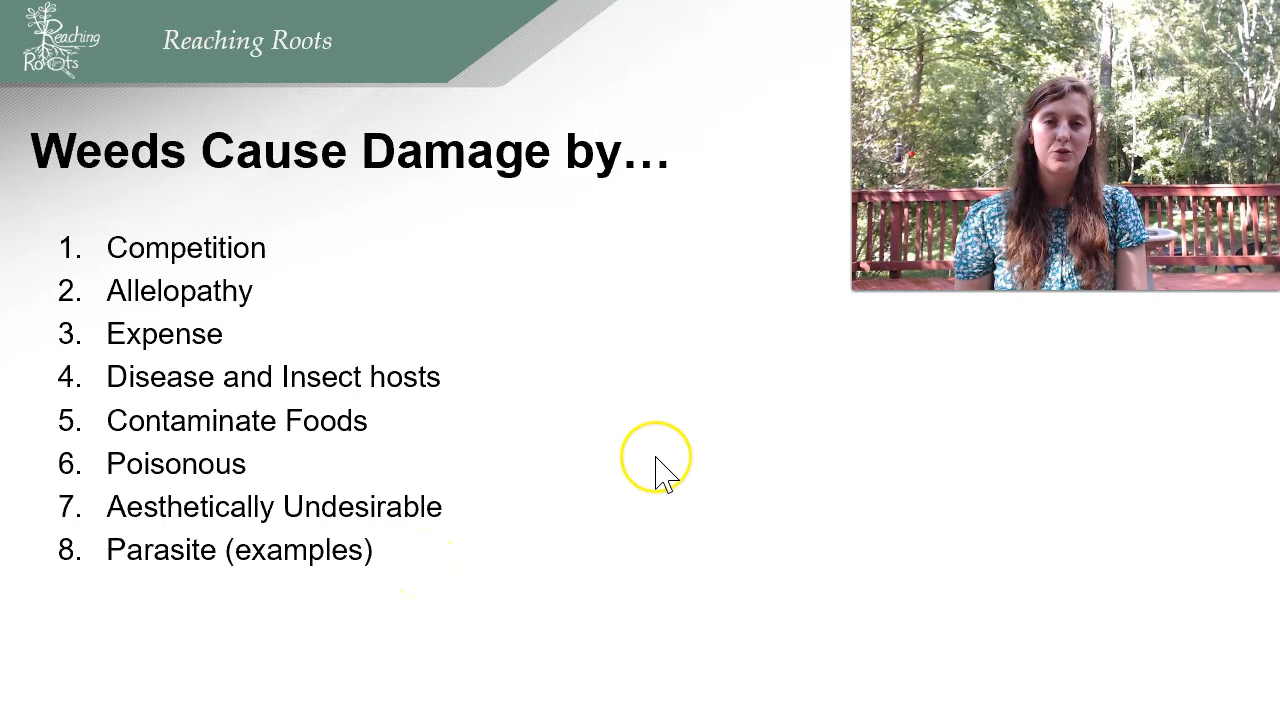 Reaching
Roots
Reaching Roots
Weeds Cause Damage by…
1. Competition
2. Allelopathy
3. Expense
4. Disease and Insect hosts
5. Contaminate Foods
6. Poisonous
7. Aesthetically Undesirable
8. Parasite (examples)